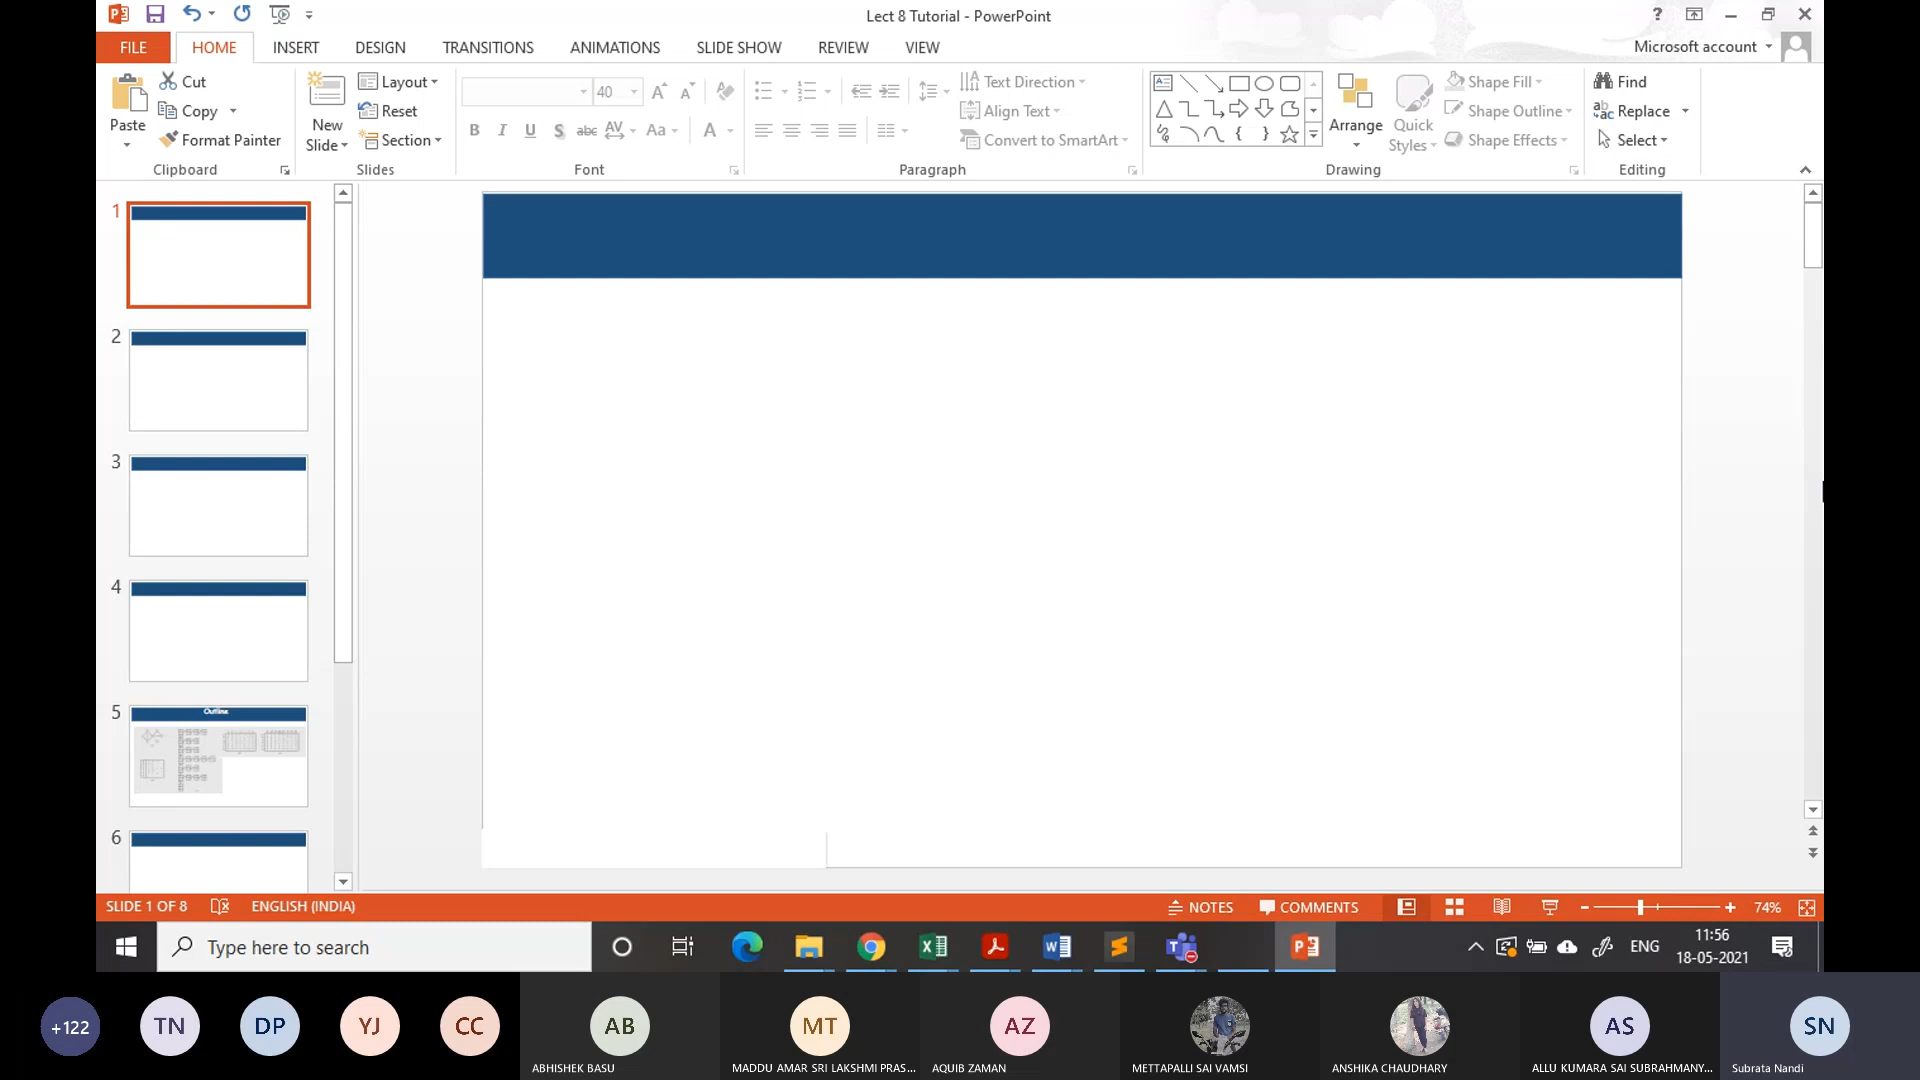 Lect 8 Tutorial - PowerPoint
?
FILE HOME INSERT DESIGN TRANSITIONS ANIMATIONS SLIDE SHOW REVIEW VIEW
Microsoft account
Paste
Cut
Copy
Format Painter
Clipboard
New Slide
Layout
Reset
Section
Slides
40
B I U S abc AV Aa A
Font
Text Direction
Align Text
Convert to SmartArt
Paragraph
Arrange
Quick Styles
Shape Fill
Shape Outline
Shape Effects
Drawing
Find
Replace
Select
Editing
1
2
3
4
5
Outline
6
SLIDE 1 OF 8 ENGLISH (INDIA) NOTES COMMENTS 74%
Type here to search
ENG
11:56
18-05-2021
+122 TN DP YJ CC AB MT AZ AS SN
ABHISHEK BASU MADDU AMAR SRI LAKSHMI PRAS... AQUIB ZAMAN METTAPALLI SAI VAMSI ANSHIKA CHAUDHARY ALLU KUMARA SAI SUBRAHMANY... Subrata Nandi